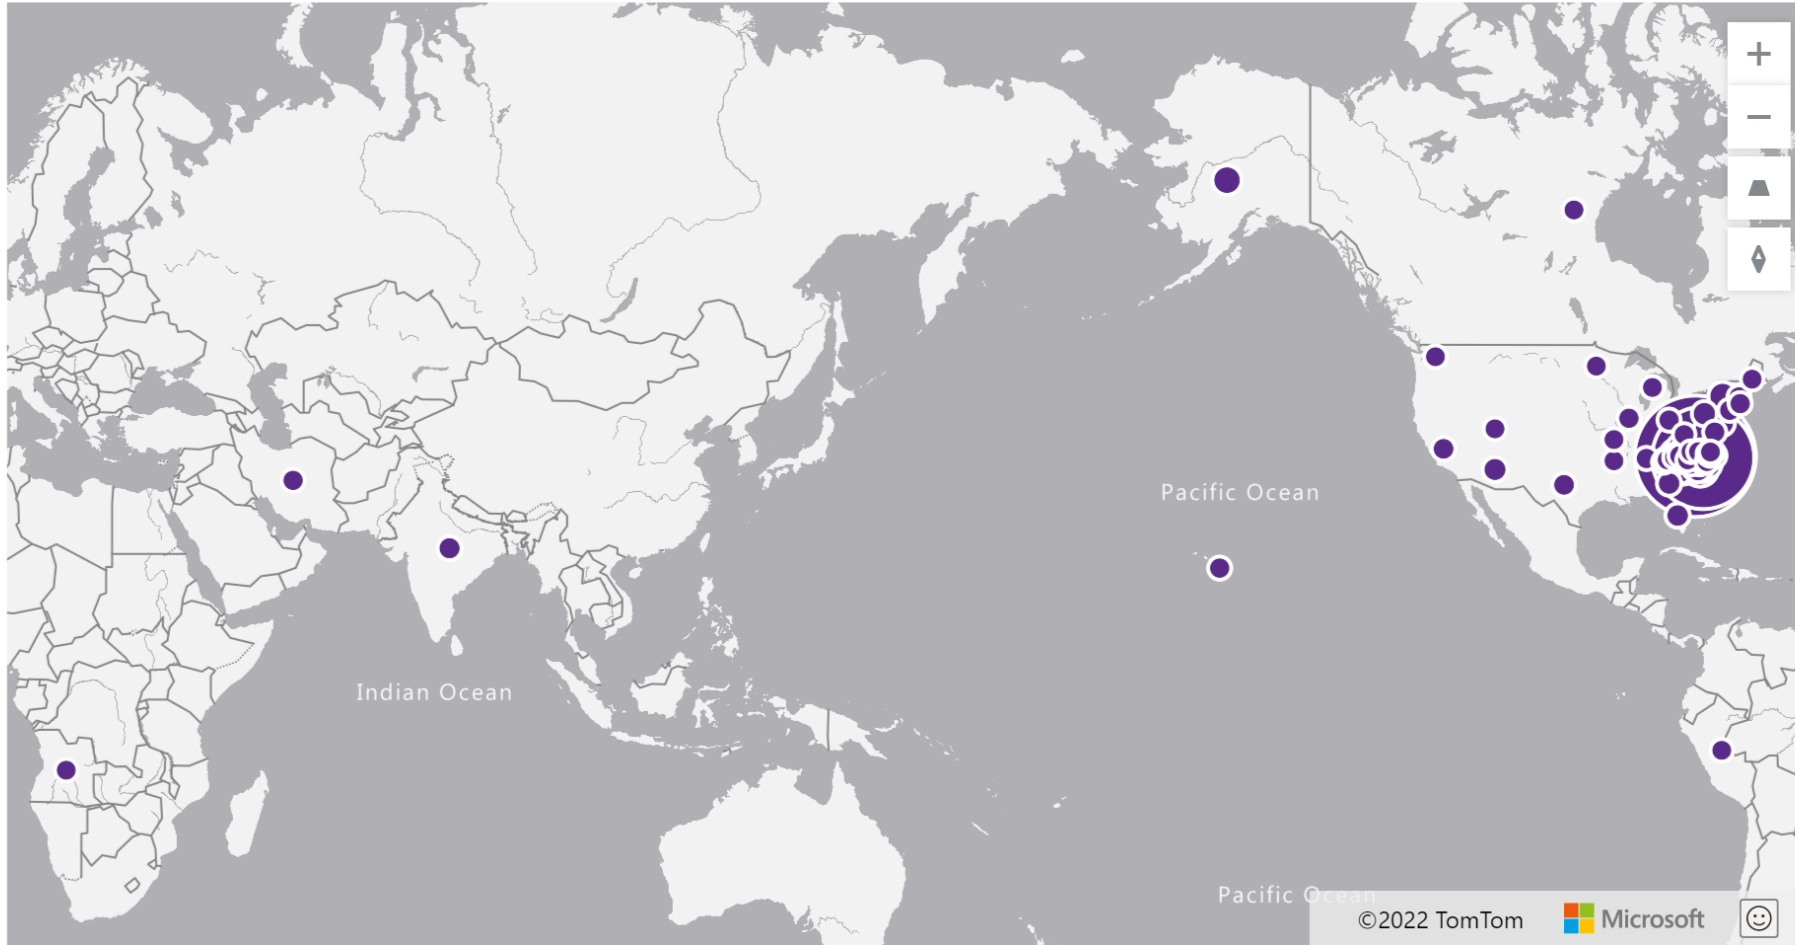 Pacific Ocean
Indian Ocean
Pacific Ocean
©2022 TomTom
Microsoft